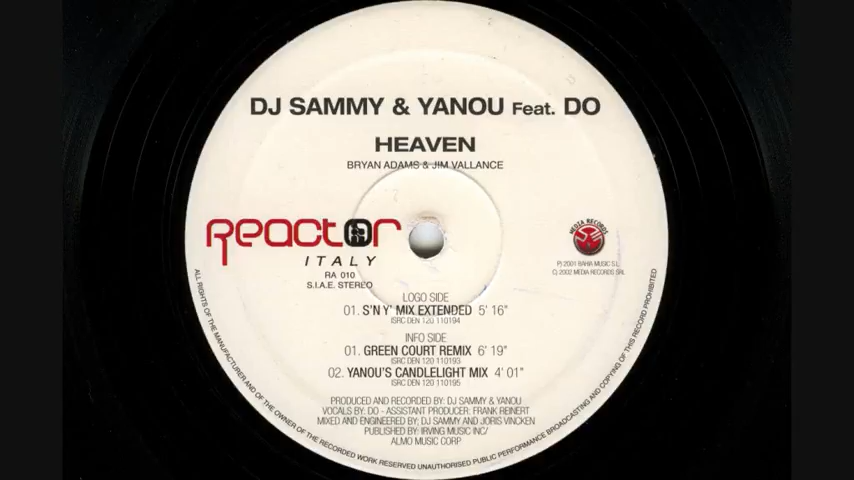 DJ SAMMY & YANOU Feat. DO
HEAVEN
BRYAN ADAMS & JIM VALLANCE
Reactor
ITALY
RA 010
S.I.A.E. STEREO
MEDIA RECORDS
P) 2001 BAHIA MUSIC S.L.
C) 2002 MEDIA RECORDS SRL
LOGO SIDE
01. S'N Y' MIX EXTENDED 5' 16"
ISRC DEN 120 110194
INFO SIDE
01. GREEN COURT REMIX 6' 19"
ISRC DEN 120 110193
02. YANOU'S CANDLELIGHT MIX 4' 01"
ISRC DEN 120 110195
PRODUCED AND RECORDED BY: DJ SAMMY & YANOU
VOCALS BY: DO - ASSISTANT PRODUCER: FRANK REINERT
MIXED AND ENGINEERED BY; DJ SAMMY AND JORIS VINCKEN
PUBLISHED BY: IRVING MUSIC INC/
ALMO MUSIC CORP
ALL RIGHTS OF THE MANUFACTURER AND OF THE OWNER OF THE RECORDED WORK RESERVED UNAUTHORISED PUBLIC PERFORMANCE BROADCASTING AND COPYING OF THIS RECORD PROHIBITED